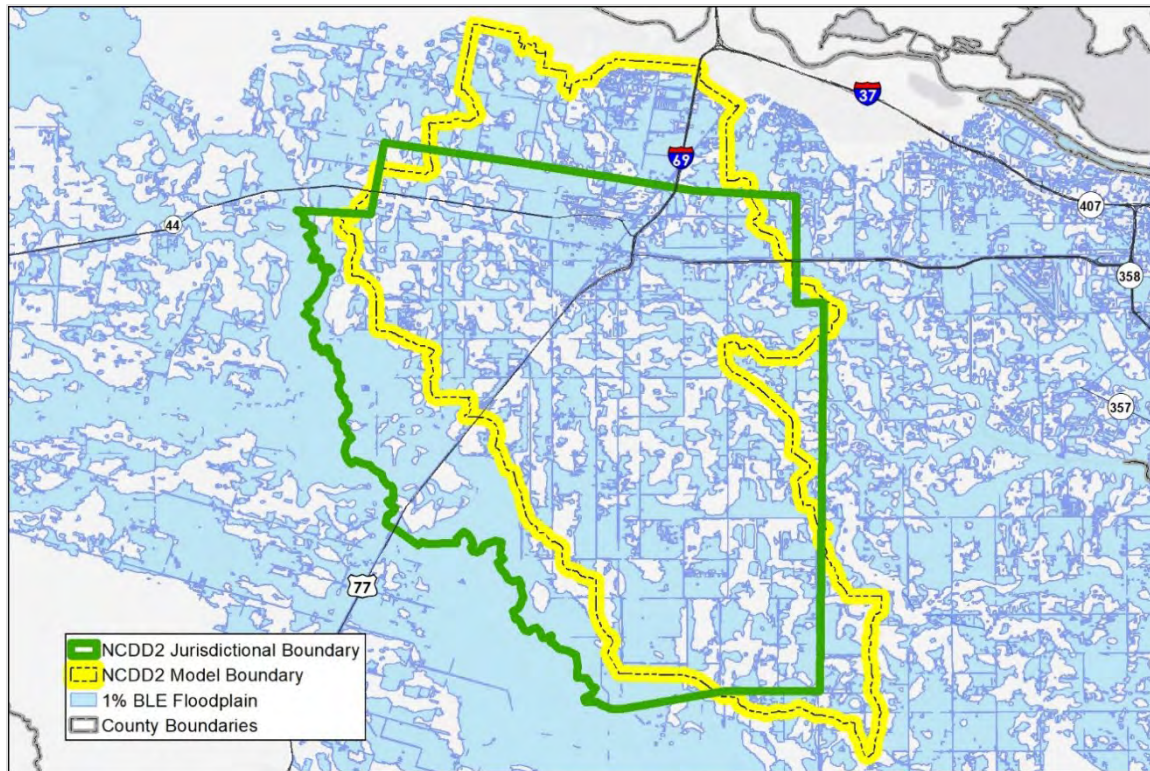 37
69
407
44
358
357
77
NCDD2 Jurisdictional Boundary
NCDD2 Model Boundary
1% BLE Floodplain
County Boundaries